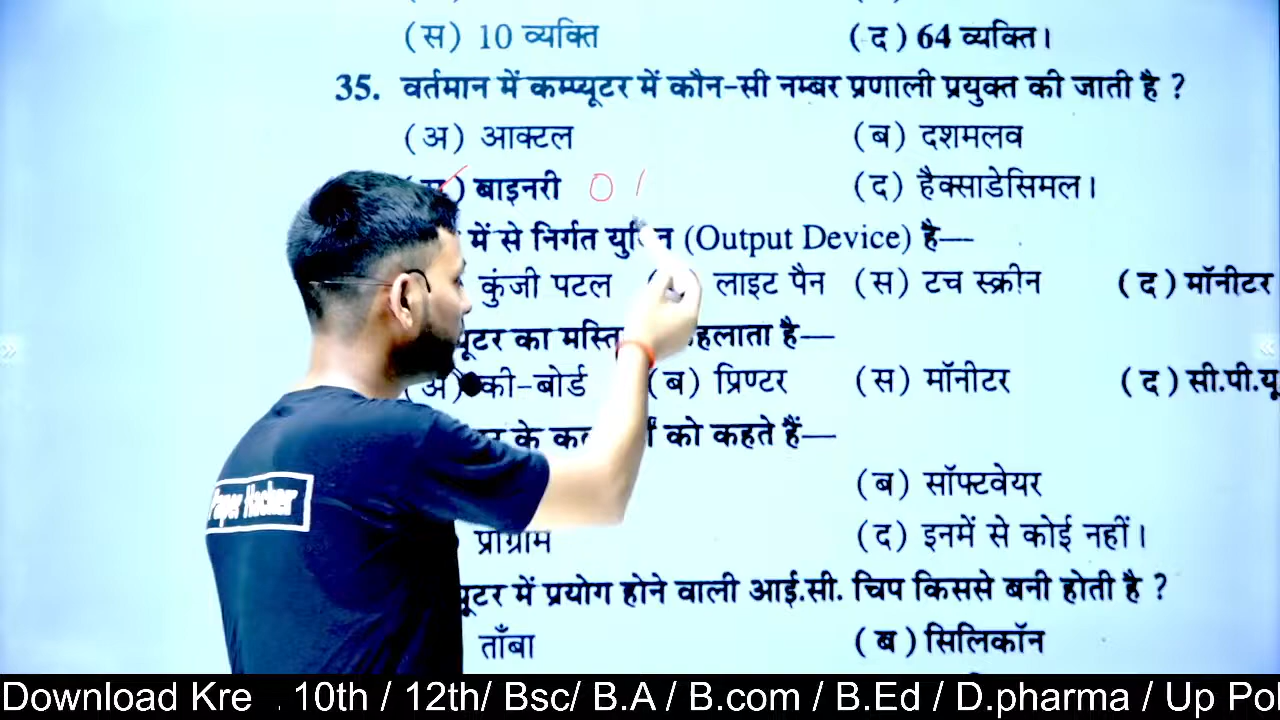 (स) 10 व्यक्ति (द) 64 व्यक्ति।
35. वर्तमान में कम्प्यूटर में कौन-सी नम्बर प्रणाली प्रयुक्त की जाती है ?
(अ) आक्टल (ब) दशमलव
बाइनरी 0 1 (द) हैक्साडेसिमल।
में से निर्गत (Output Device) है—
कुंजी पटल लाइट पैन (स) टच स्क्रीन (द) मॉनीटर
का है—
(अ) की-बोर्ड (ब) प्रिण्टर (स) मॉनीटर (द) सी.पी.यू
के को कहते हैं—
(ब) सॉफ्टवेयर
प्रोग्राम (द) इनमें से कोई नहीं।
में प्रयोग होने वाली आई.सी. चिप किससे बनी होती है ?
ताँबा (ब) सिलिकॉन
Paper Hacker
Download Kre . 10th / 12th/ Bsc/ B.A / B.com / B.Ed / D.pharma / Up Po